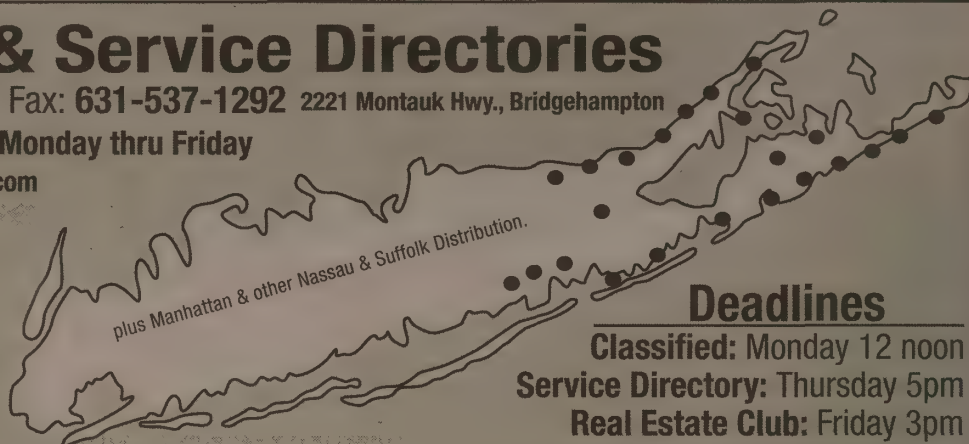 & Service Directories
Fax: 631-537-1292 2221 Montauk Hwy., Bridgehampton
Monday thru Friday
com
plus Manhattan & other Nassau & Suffolk Distribution.
Deadlines
Classified: Monday 12 noon
Service Directory: Thursday 5pm
Real Estate Club: Friday 3pm